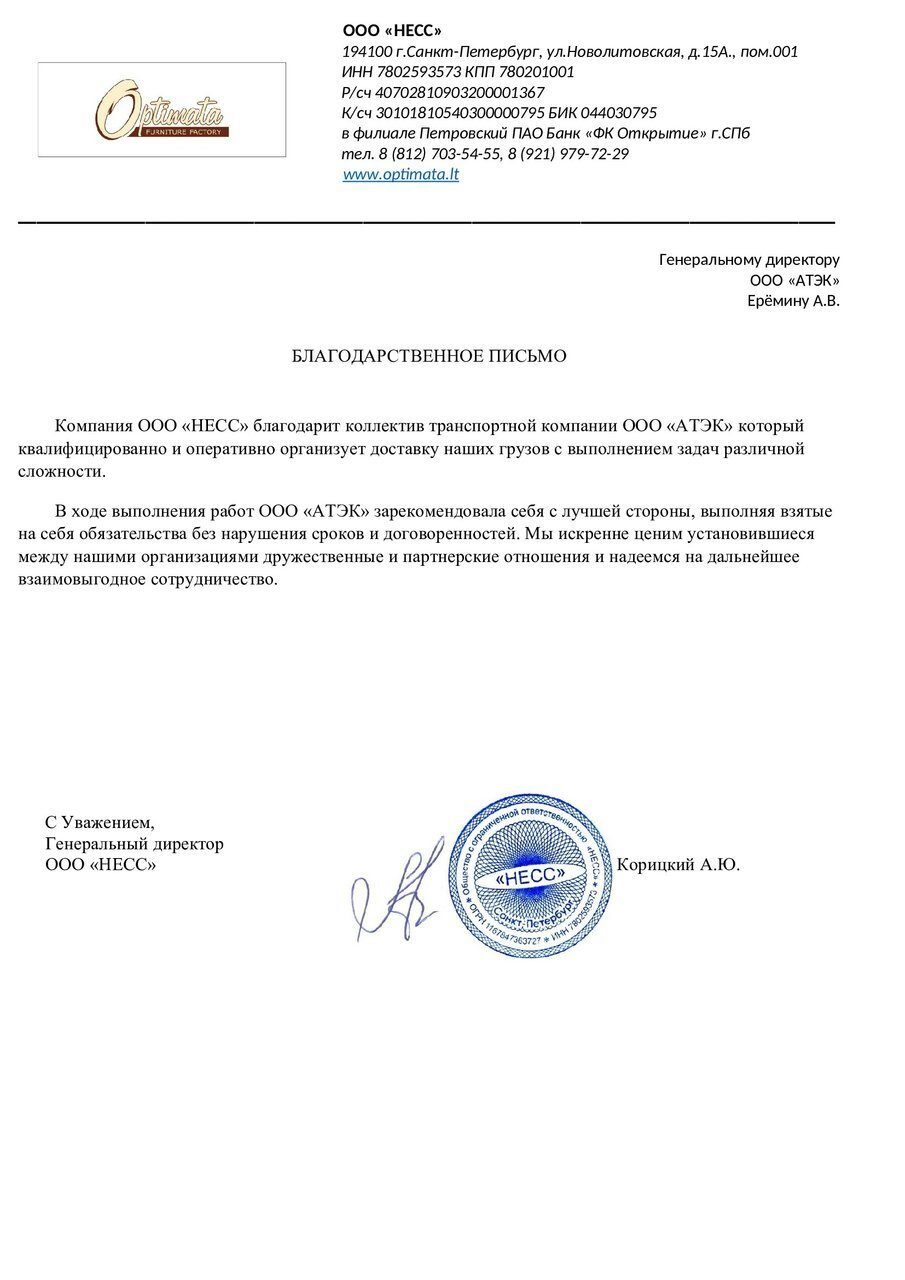 Optimata
FURNITURE FACTORY
ООО «НЕСС»
194100 г.Санкт-Петербург, ул.Новолитовская, д.15А., пом.001
ИНН 7802593573 КПП 780201001
Р/сч 40702810903200001367
К/сч 30101810540300000795 БИК 044030795
в филиале Петровский ПАО Банк «ФК Открытие» г.СПб
тел. 8 (812) 703-54-55, 8 (921) 979-72-29
www.optimata.lt
Генеральному директору
ООО «АТЭК»
Ерёмину А.В.
БЛАГОДАРСТВЕННОЕ ПИСЬМО
Компания ООО «НЕСС» благодарит коллектив транспортной компании ООО «АТЭК» который
квалифицированно и оперативно организует доставку наших грузов с выполнением задач различной
сложности.
В ходе выполнения работ ООО «АТЭК» зарекомендовала себя с лучшей стороны, выполняя взятые
на себя обязательства без нарушения сроков и договоренностей. Мы искренне ценим установившиеся
между нашими организациями дружественные и партнерские отношения и надеемся на дальнейшее
взаимовыгодное сотрудничество.
С Уважением,
Генеральный директор
ООО «НЕСС»
Общество с ограниченной ответственностью «НЕСС»
«НЕСС»
Санкт-Петербург
ОГРН 1167847363727 * ИНН 7802593573
Корицкий А.Ю.